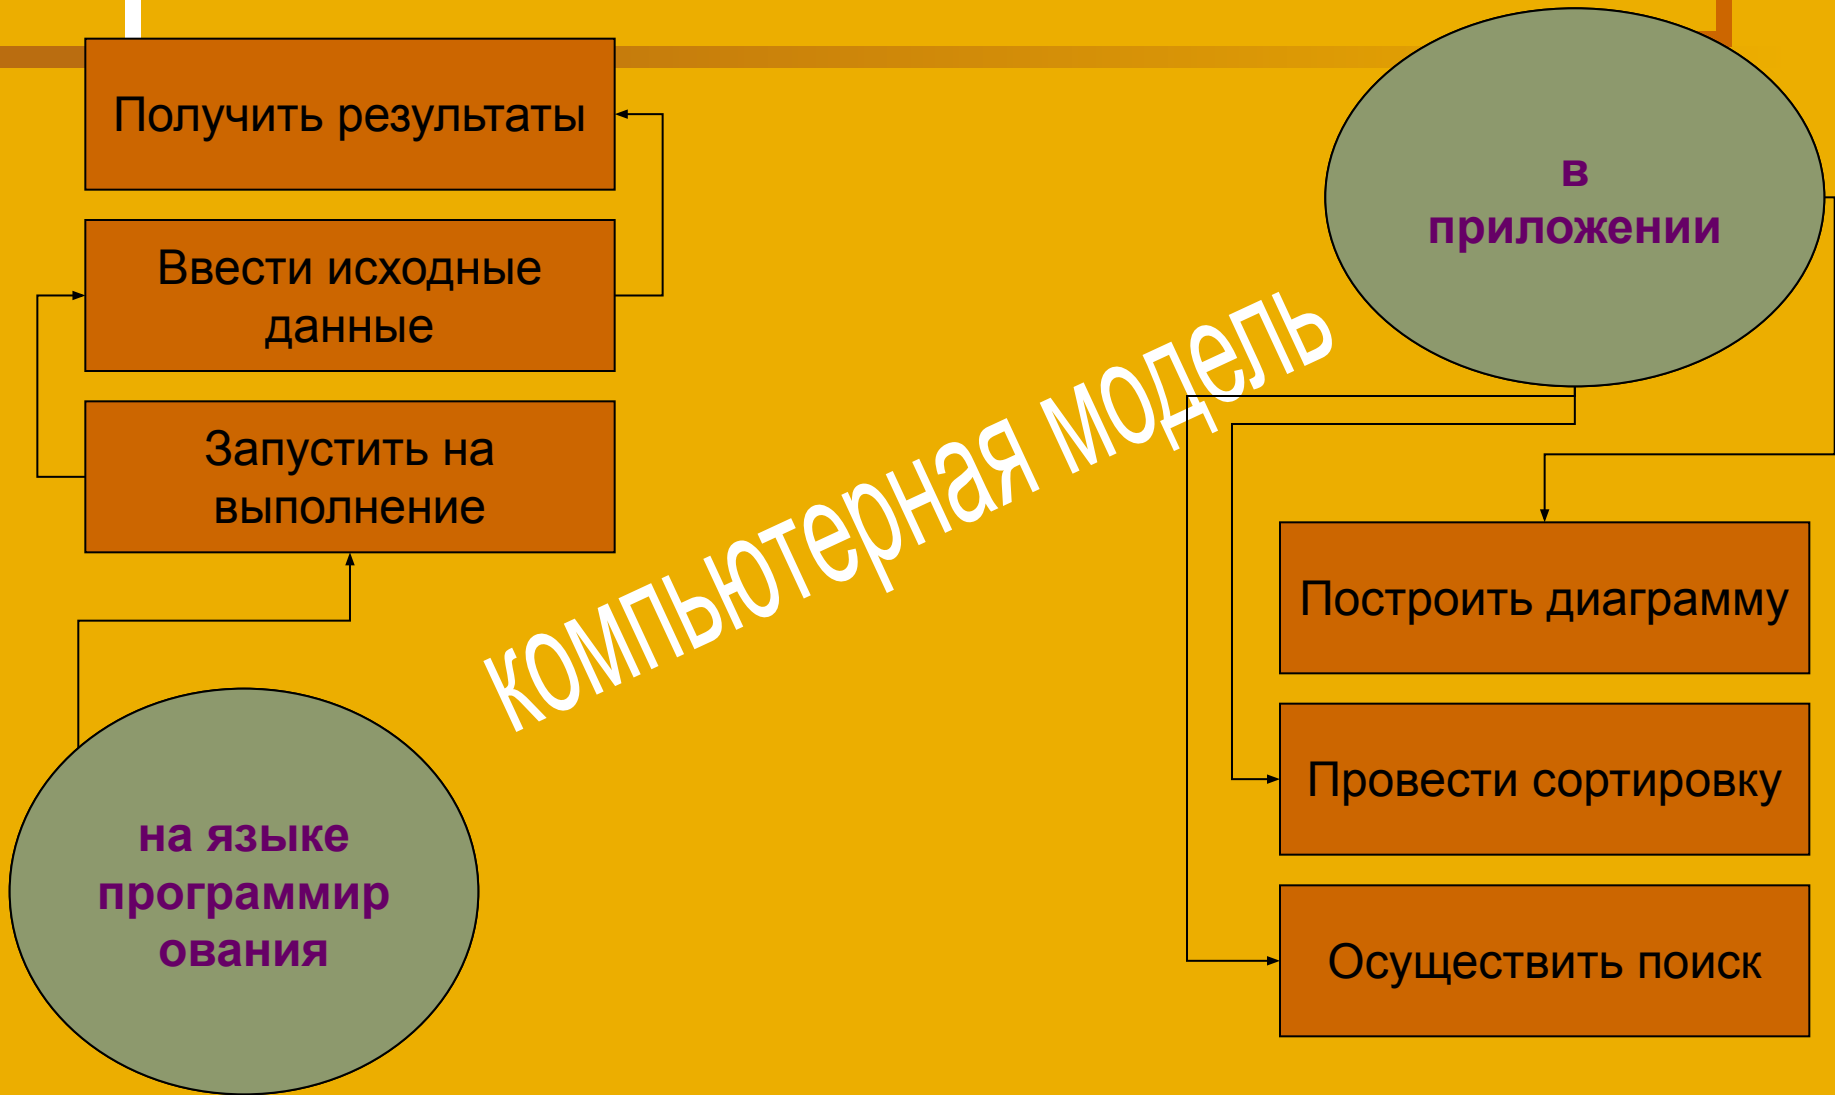 Получить результаты
Ввести исходные
данные
Запустить на
выполнение
на языке
программир
ования
компьютерная модель
в
приложении
Построить диаграмму
Провести сортировку
Осуществить поиск